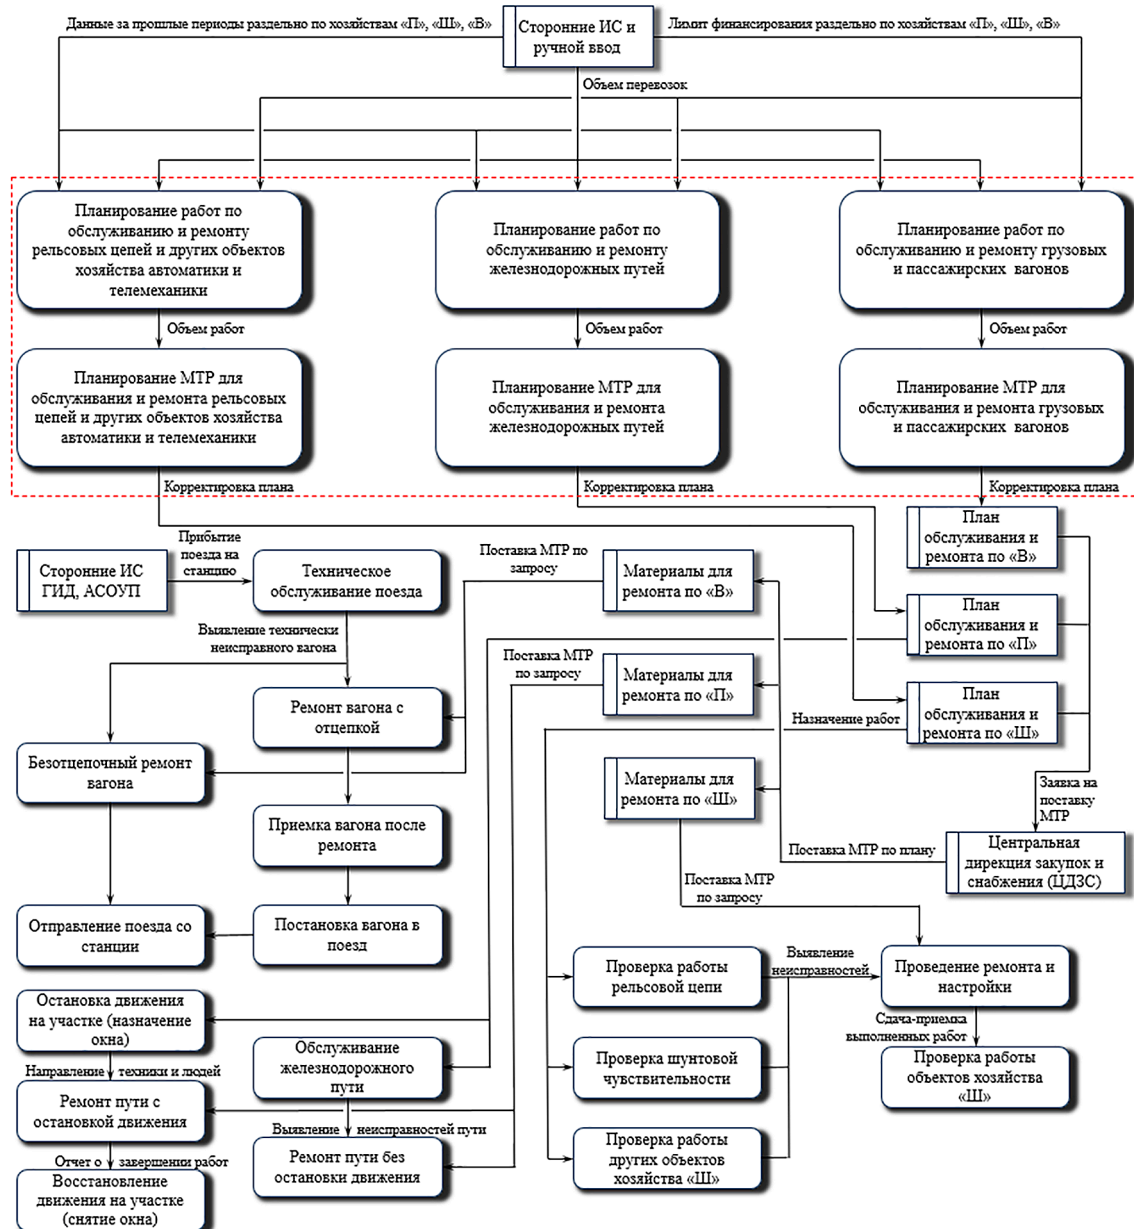 Данные за прошлые периоды раздельно по хозяйствам «П», «Ш», «В»
Сторонние ИС и
ручной ввод
Лимит финансирования раздельно по хозяйствам «П», «Ш», «В»
Объем перевозок
Планирование работ по
обслуживанию и ремонту
рельсовых цепей и других объектов
хозяйства автоматики и
телемеханики
Планирование работ по
обслуживанию и ремонту
железнодорожных путей
Планирование работ по
обслуживанию и ремонту грузовых
и пассажирских вагонов
Объем работ
Объем работ
Объем работ
Планирование МТР для
обслуживания и ремонта рельсовых
цепей и других объектов хозяйства
автоматики и телемеханики
Планирование МТР для
обслуживания и ремонта
железнодорожных путей
Планирование МТР для
обслуживания и ремонта грузовых
и пассажирских вагонов
Корректировка плана
Корректировка плана
Корректировка плана
План
обслуживания и
ремонта по «В»
Прибытие
поезда на
станцию
Сторонние ИС
ГИД, АСОУП
Техническое
обслуживание поезда
Поставка МТР по
запросу
Материалы для
ремонта по «В»
План
обслуживания и
ремонта по «П»
Выявление технически
неисправного вагона
Поставка МТР
по запросу
Материалы для
ремонта по «П»
План
обслуживания и
ремонта по «Ш»
Назначение работ
Ремонт вагона с
отцепкой
Безотцепочный ремонт
вагона
Материалы для
ремонта по «Ш»
Заявка на
поставку
МТР
Приемка вагона после
ремонта
Поставка МТР по плану
Центральная
дирекция закупок и
снабжения (ЦДЗС)
Поставка МТР
по запросу
Отправление поезда со
станции
Постановка вагона в
поезд
Проверка работы
рельсовой цепи
Выявление
неисправностей
Проведение ремонта и
настройки
Остановка движения
на участке (назначение
окна)
Сдача-приемка
выполненных работ
Обслуживание
железнодорожного
пути
Проверка шунтовой
чувствительности
Проверка работы
объектов хозяйства
«Ш»
Направление техники и людей
Ремонт пути с
остановкой движения
Выявление неисправностей пути
Ремонт пути без
остановки движения
Проверка работы
других объектов
хозяйства «Ш»
Отчет о завершении работ
Восстановление
движения на участке
(снятие окна)